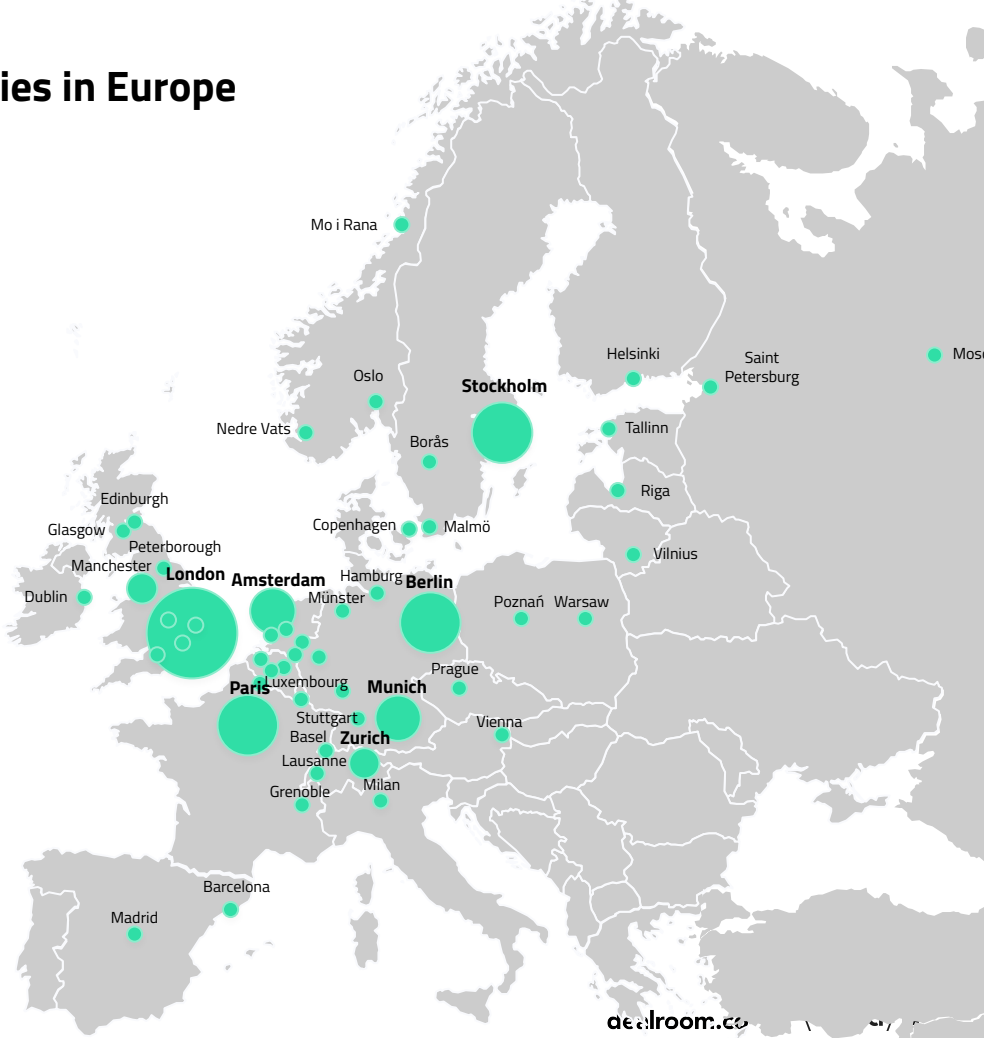 ies in Europe
Mo i Rana
Helsinki
Saint
Petersburg
Mosc
Oslo
Stockholm
Nedre Vats
Borås
Tallinn
Riga
Edinburgh
Glasgow
Copenhagen
Malmö
Peterborough
Manchester
London
Amsterdam
Hamburg
Berlin
Vilnius
Dublin
Münster
Poznań
Warsaw
Prague
Luxembourg
Paris
Munich
Stuttgart
Vienna
Basel
Zurich
Lausanne
Milan
Grenoble
Barcelona
Madrid
dealroom.co